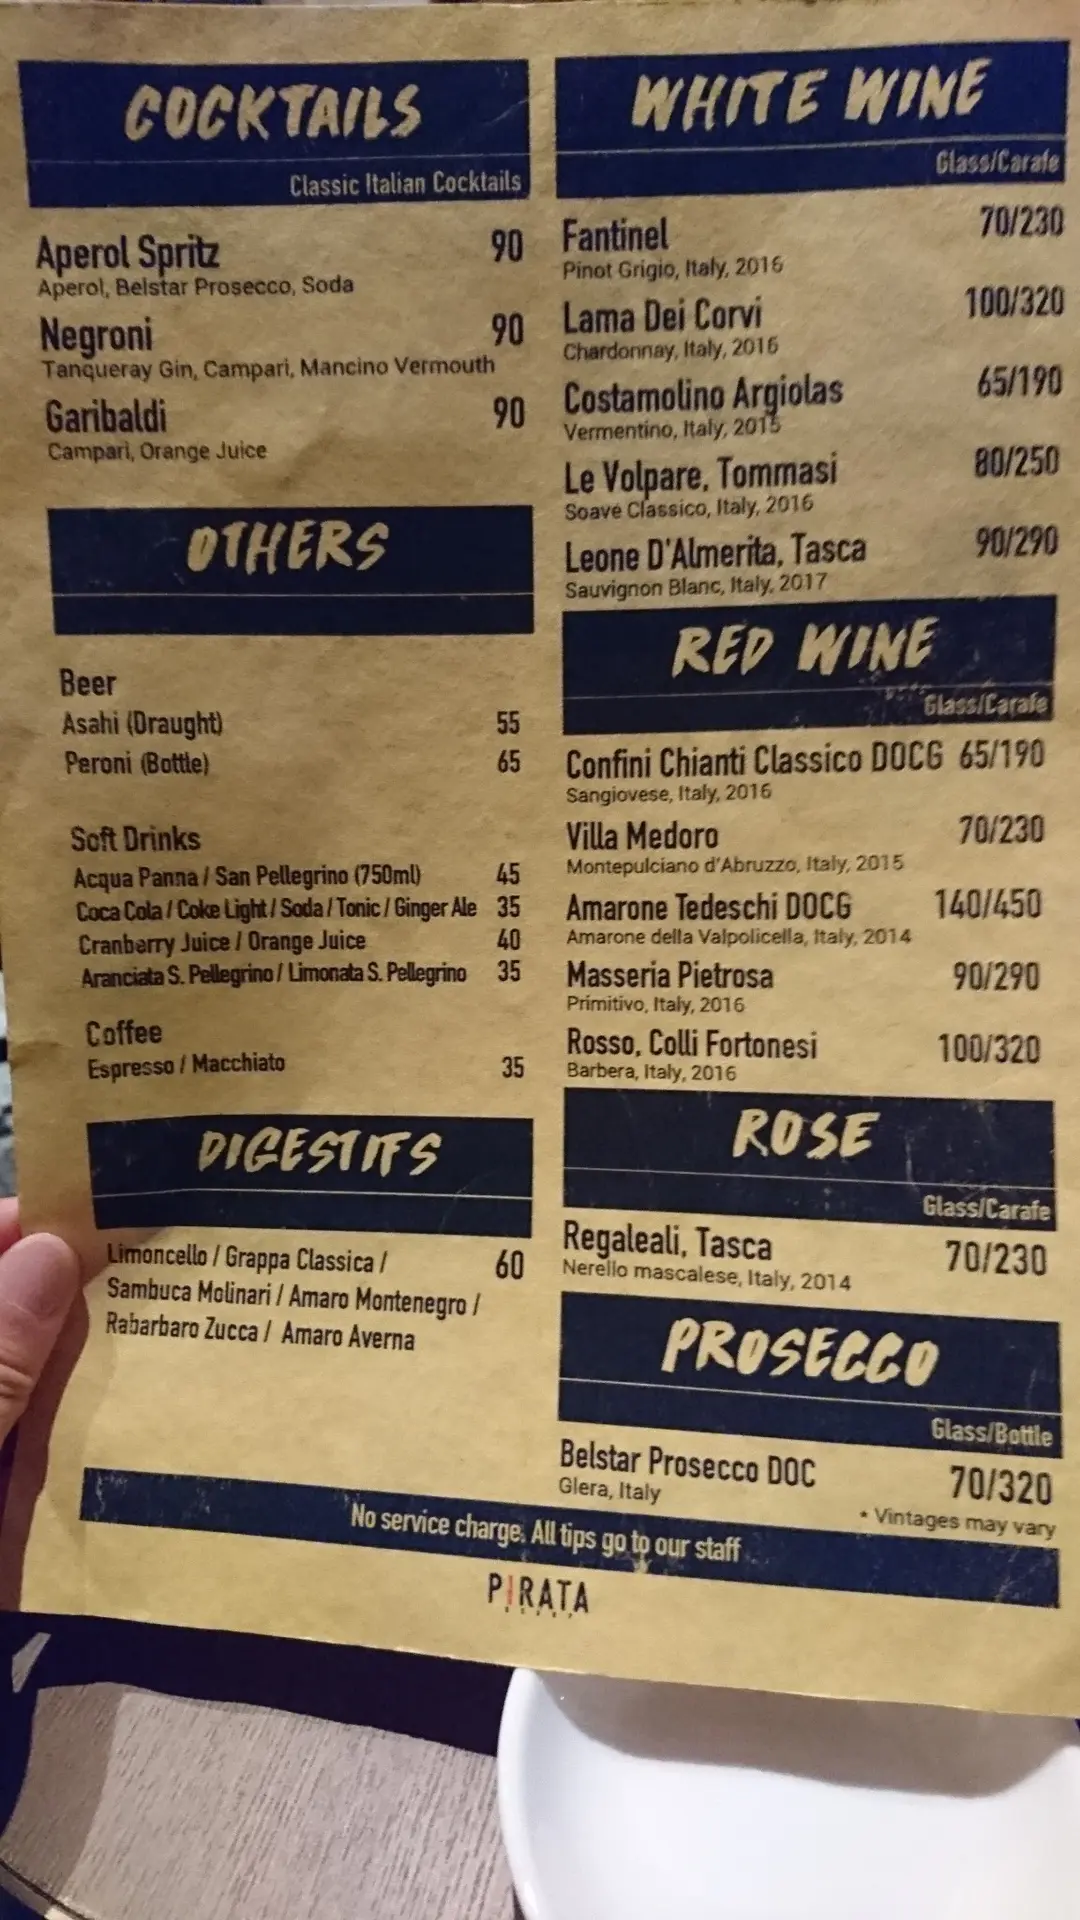 COCKTAILS
Classic Italian Cocktails
Aperol Spritz 90
Aperol, Belstar Prosecco, Soda
Negroni 90
Tanqueray Gin, Campari, Mancino Vermouth
Garibaldi 90
Campari, Orange Juice
OTHERS
Beer
Asahi (Draught) 55
Peroni (Bottle) 65
Soft Drinks
Acqua Panna / San Pellegrino (750ml) 45
Coca Cola / Coke Light / Soda / Tonic / Ginger Ale 35
Cranberry Juice / Orange Juice 40
Aranciata S. Pellegrino / Limonata S. Pellegrino 35
Coffee
Espresso / Macchiato 35
DIGESTIFS
Limoncello / Grappa Classica / 60
Sambuca Molinari / Amaro Montenegro /
Rabarbaro Zucca / Amaro Averna
WHITE WINE
Glass/Carafe
Fantinel 70/230
Pinot Grigio, Italy, 2016
Lama Dei Corvi 100/320
Chardonnay, Italy, 2016
Costamolino Argiolas 65/190
Vermentino, Italy, 2015
Le Volpare, Tommasi 80/250
Soave Classico, Italy, 2016
Leone D'Almerita, Tasca 90/290
Sauvignon Blanc, Italy, 2017
RED WINE
Glass/Carafe
Confini Chianti Classico DOCG 65/190
Sangiovese, Italy, 2016
Villa Medoro 70/230
Montepulciano d'Abruzzo, Italy, 2015
Amarone Tedeschi DOCG 140/450
Amarone della Valpolicella, Italy, 2014
Masseria Pietrosa 90/290
Primitivo, Italy, 2016
Rosso, Colli Fortonesi 100/320
Barbera, Italy, 2016
ROSE
Glass/Carafe
Regaleali, Tasca 70/230
Nerello mascalese, Italy, 2014
PROSECCO
Glass/Bottle
Belstar Prosecco DOC 70/320
Glera, Italy
* Vintages may vary
No service charge. All tips go to our staff
PIRATA